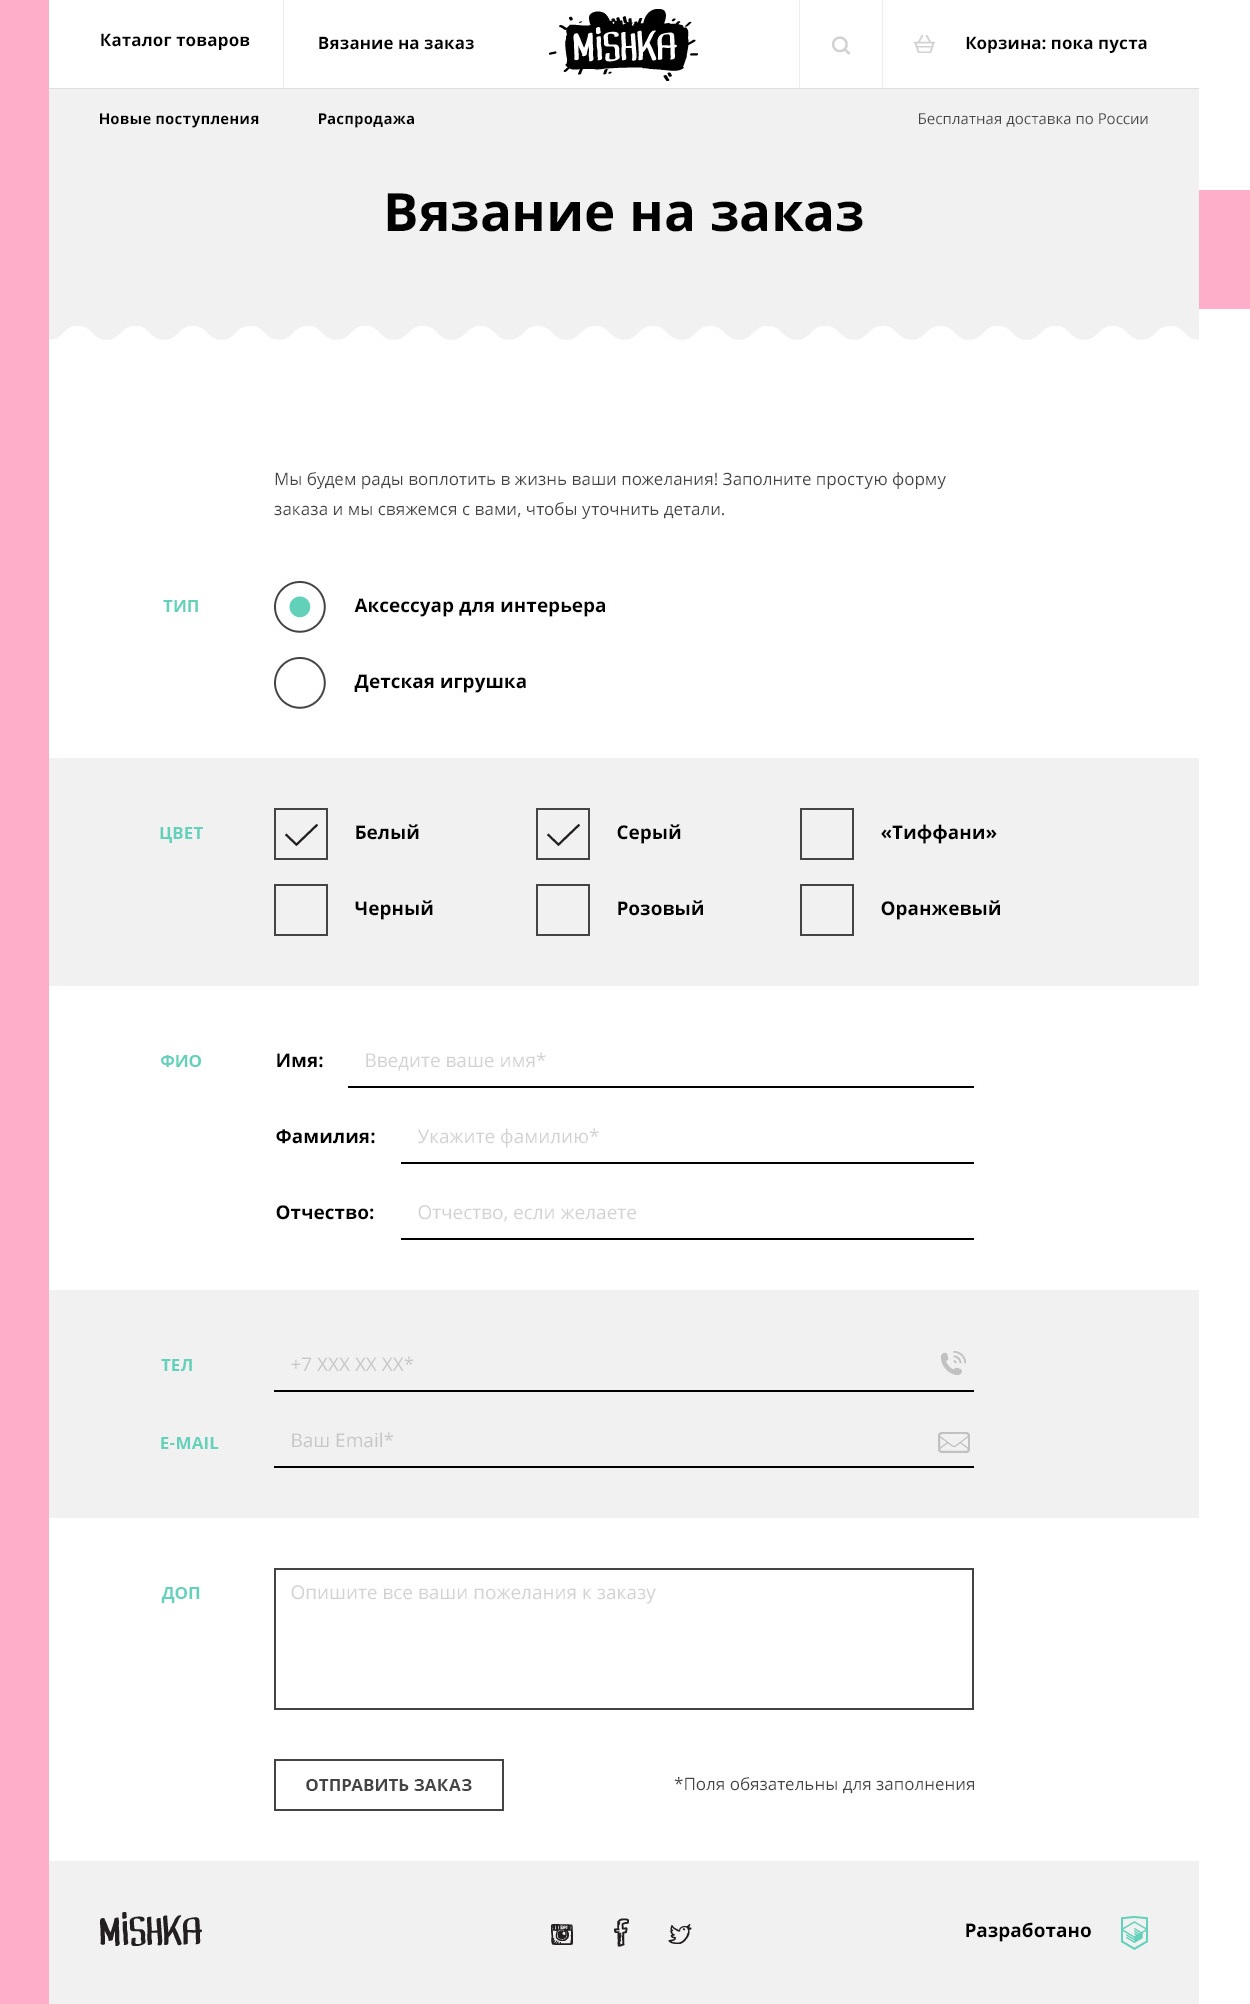 Каталог товаров
Вязание на заказ
MiSHKA
Корзина: пока пуста
Новые поступления
Распродажа
Бесплатная доставка по России
Вязание на заказ
Мы будем рады воплотить в жизнь ваши пожелания! Заполните простую форму
заказа и мы свяжемся с вами, чтобы уточнить детали.
ТИП
Аксессуар для интерьера
Детская игрушка
ЦВЕТ
Белый
Серый
«Тиффани»
Черный
Розовый
Оранжевый
ФИО
Имя:
Введите ваше имя*
Фамилия:
Укажите фамилию*
Отчество:
Отчество, если желаете
ТЕЛ
+7 XXX XX XX*
E-MAIL
Ваш Email*
ДОП
Опишите все ваши пожелания к заказу
ОТПРАВИТЬ ЗАКАЗ
*Поля обязательны для заполнения
MiSHKA
Разработано